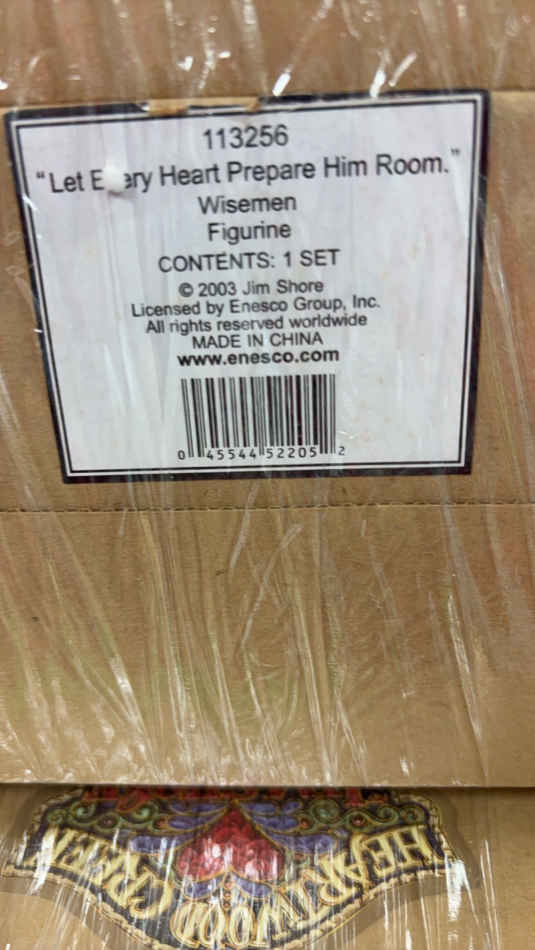 113256
"Let E ery Heart Prepare Him Room."
Wisemen
Figurine
CONTENTS: 1 SET
© 2003 Jim Shore
Licensed by Enesco Group, Inc.
All rights reserved worldwide
MADE IN CHINA
www.enesco.com
0 45544 52205 2
HEARTWOOD CREEK